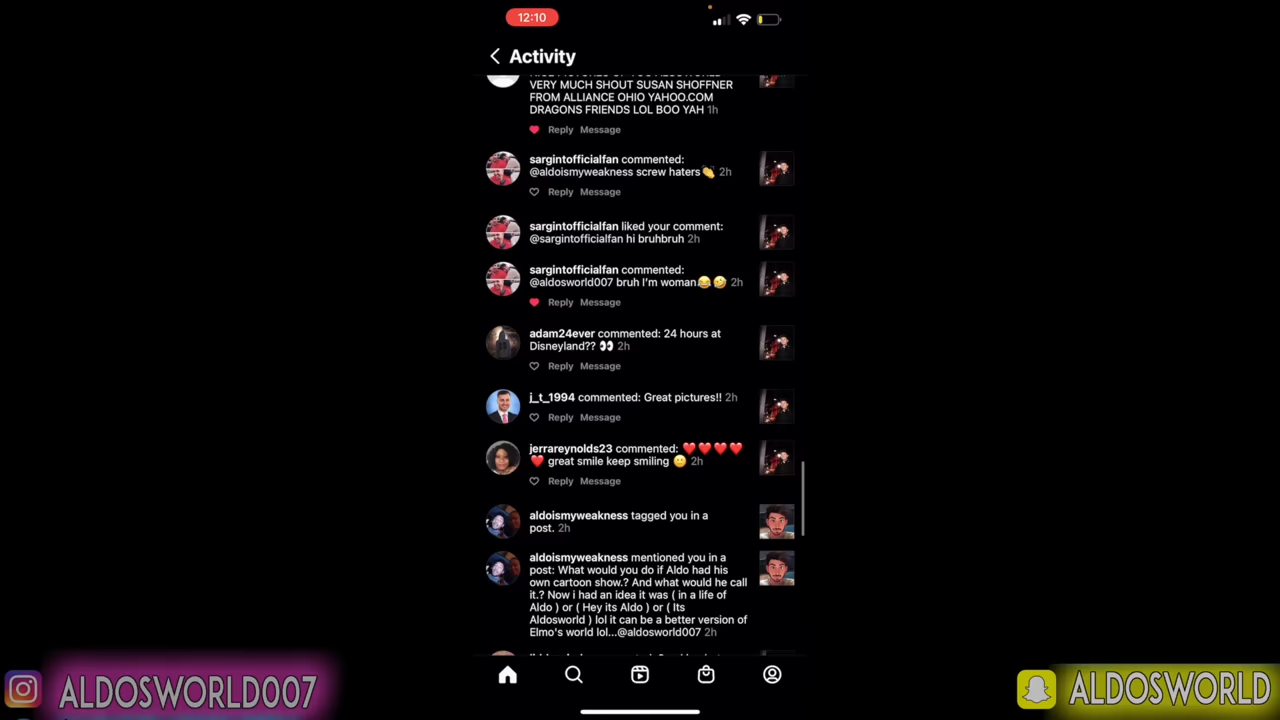 12:10
Activity
VERY MUCH SHOUT SUSAN SHOFFNER
FROM ALLIANCE OHIO YAHOO.COM
DRAGONS FRIENDS LOL BOO YAH 1h
Reply Message
sargintofficialfan commented:
@aldoismyweakness screw haters👏 2h
Reply Message
sargintofficialfan liked your comment:
@sargintofficialfan hi bruhbruh 2h
sargintofficialfan commented:
@aldosworld007 bruh I'm woman😂🤣 2h
Reply Message
adam24ever commented: 24 hours at
Disneyland?? 👀 2h
Reply Message
j_t_1994 commented: Great pictures!! 2h
Reply Message
jerrareynolds23 commented: ❤️❤️❤️❤️
❤️ great smile keep smiling 🙂 2h
Reply Message
aldoismyweakness tagged you in a
post. 2h
aldoismyweakness mentioned you in a
post: What would you do if Aldo had his
own cartoon show.? And what would he call
it.? Now i had an idea it was ( in a life of
Aldo ) or ( Hey its Aldo ) or ( Its
Aldosworld ) lol it can be a better version of
Elmo's world lol...@aldosworld007 2h
ALDOSWORLD007
ALDOSWORLD